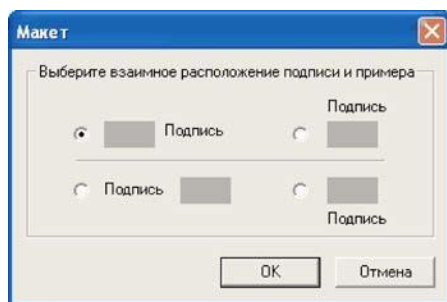 Макет
Выберите взаимное расположение подписи и примера
Подпись
Подпись
Подпись
Подпись
OK
Отмена